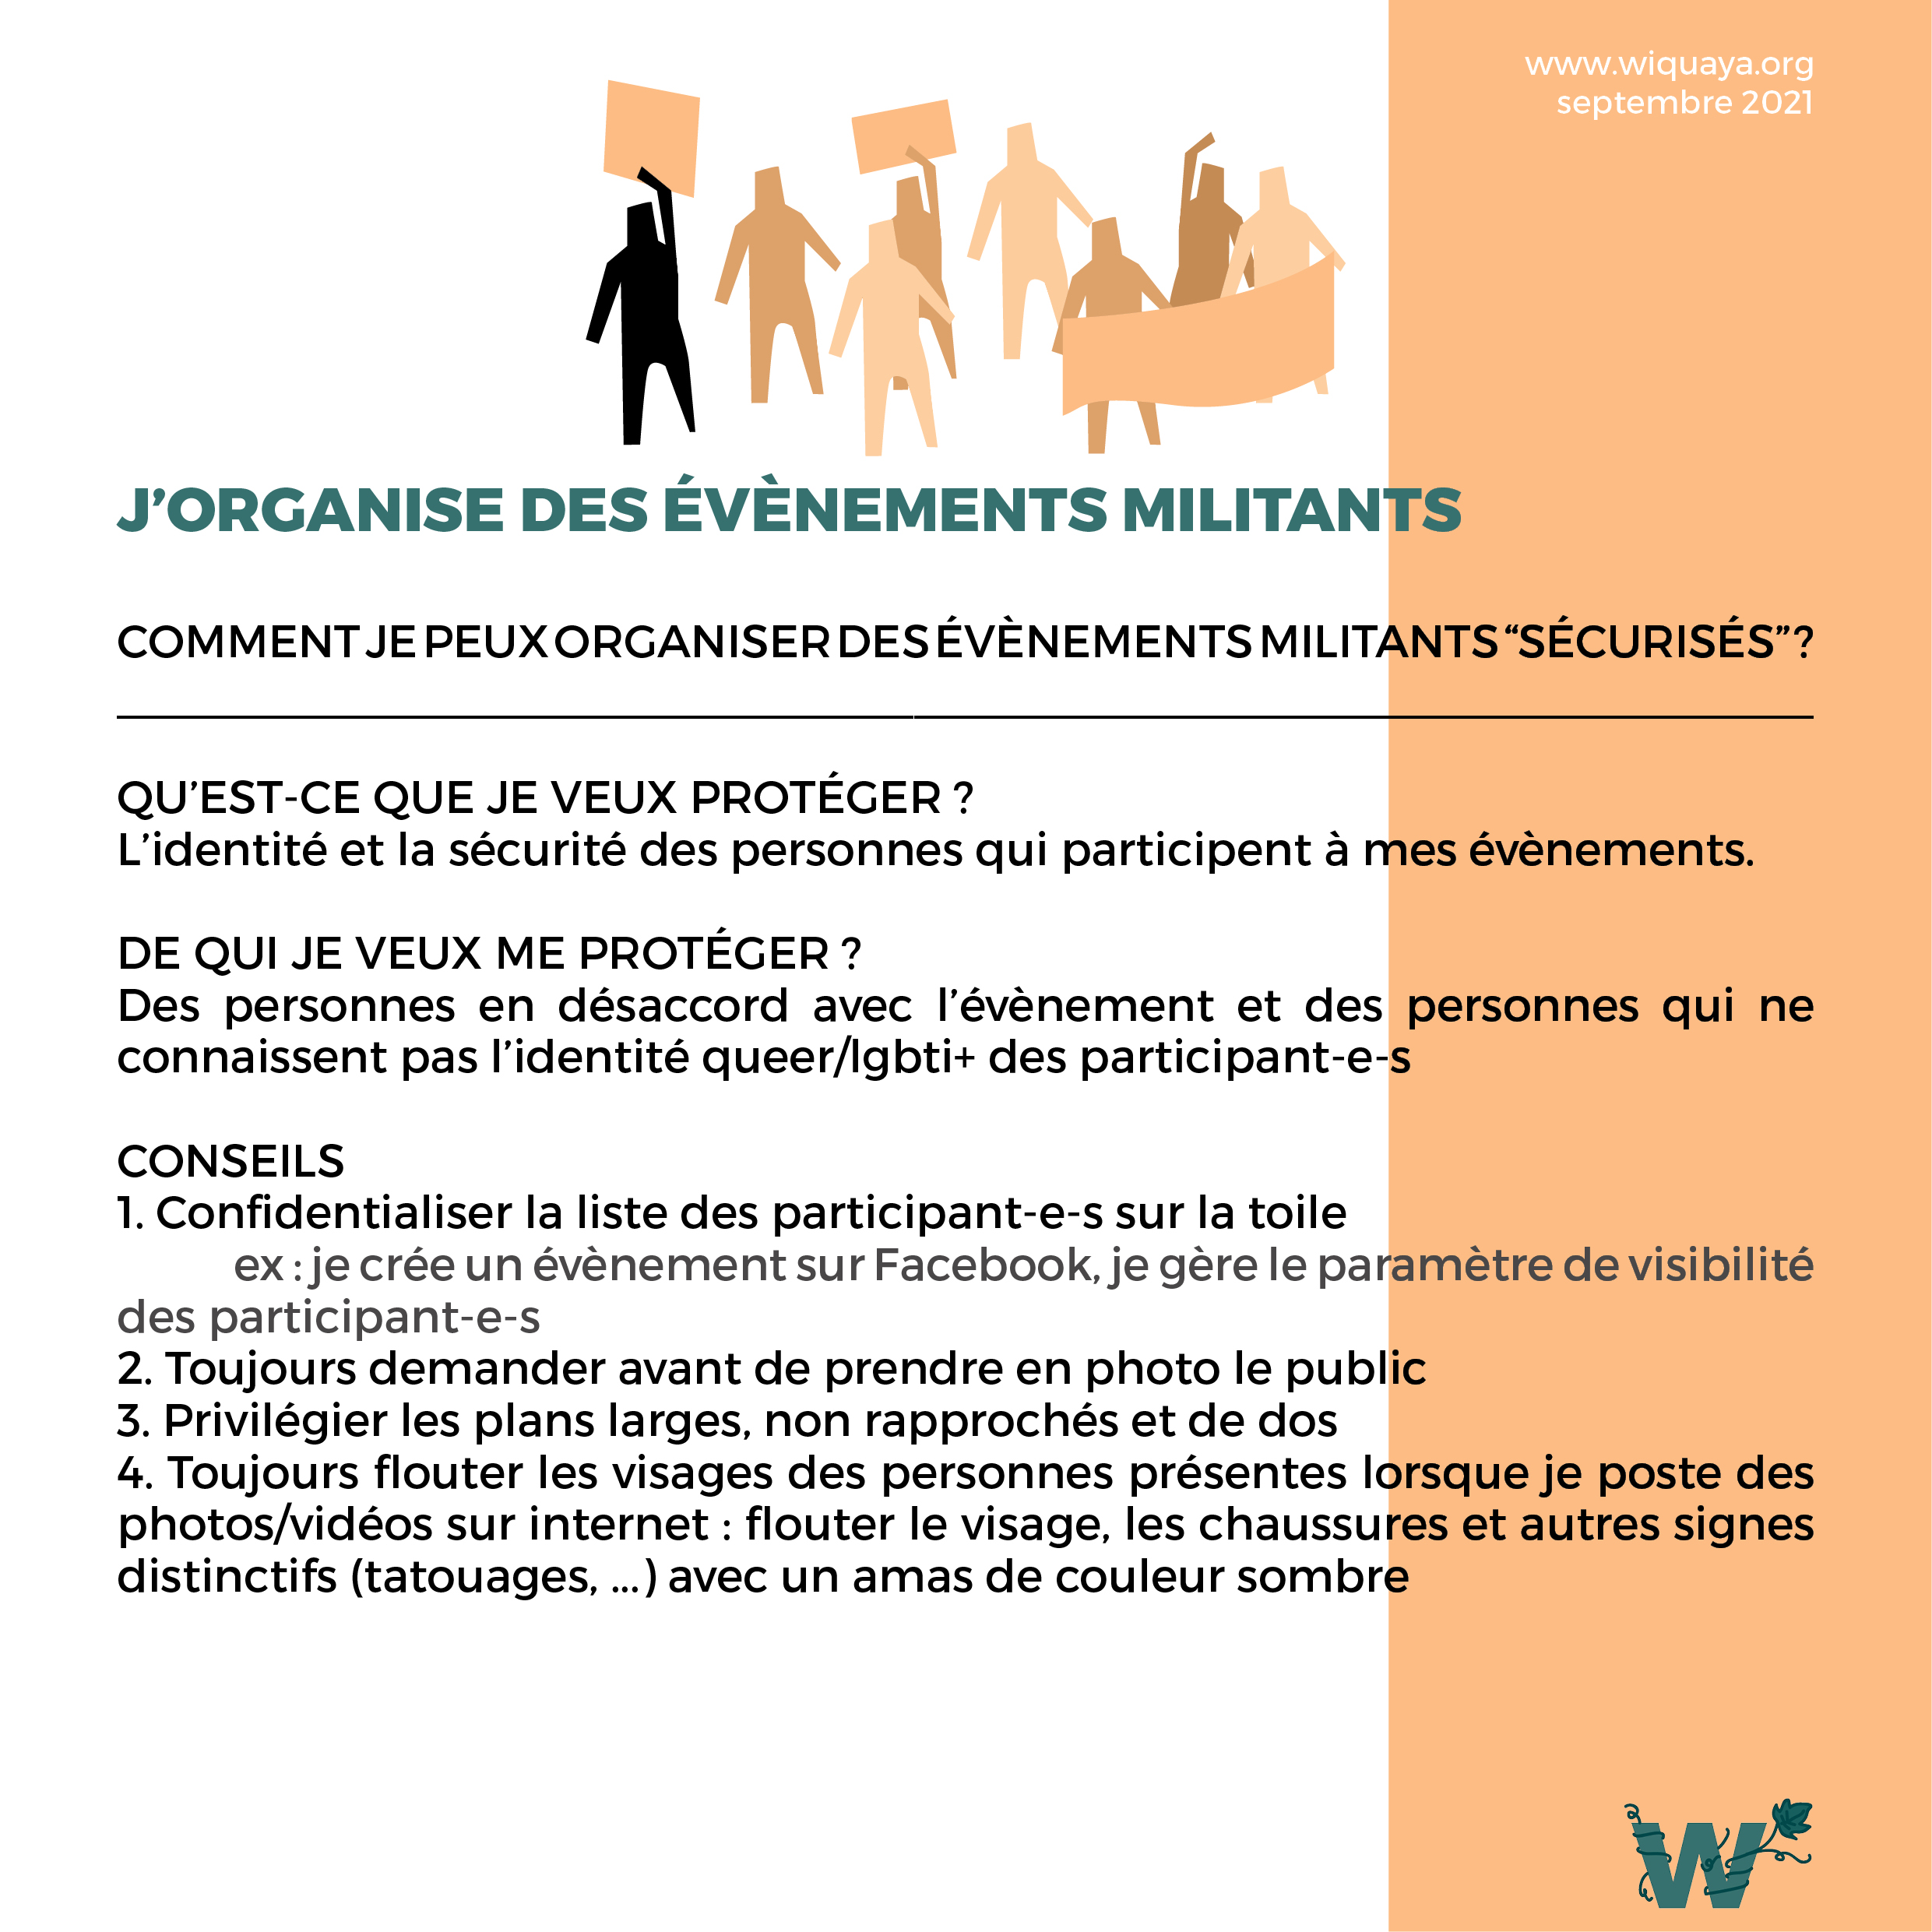 www.wiquaya.org
septembre 2021
J’ORGANISE DES ÉVÈNEMENTS MILITANTS
COMMENT JE PEUX ORGANISER DES ÉVÈNEMENTS MILITANTS “SÉCURISÉS” ?
QU’EST-CE QUE JE VEUX PROTÉGER ?
L’identité et la sécurité des personnes qui participent à mes évènements.
DE QUI JE VEUX ME PROTÉGER ?
Des personnes en désaccord avec l’évènement et des personnes qui ne
connaissent pas l’identité queer/lgbti+ des participant-e-s
CONSEILS
1. Confidentialiser la liste des participant-e-s sur la toile
ex : je crée un évènement sur Facebook, je gère le paramètre de visibilité
des participant-e-s
2. Toujours demander avant de prendre en photo le public
3. Privilégier les plans larges, non rapprochés et de dos
4. Toujours flouter les visages des personnes présentes lorsque je poste des
photos/vidéos sur internet : flouter le visage, les chaussures et autres signes
distinctifs (tatouages, ...) avec un amas de couleur sombre
W